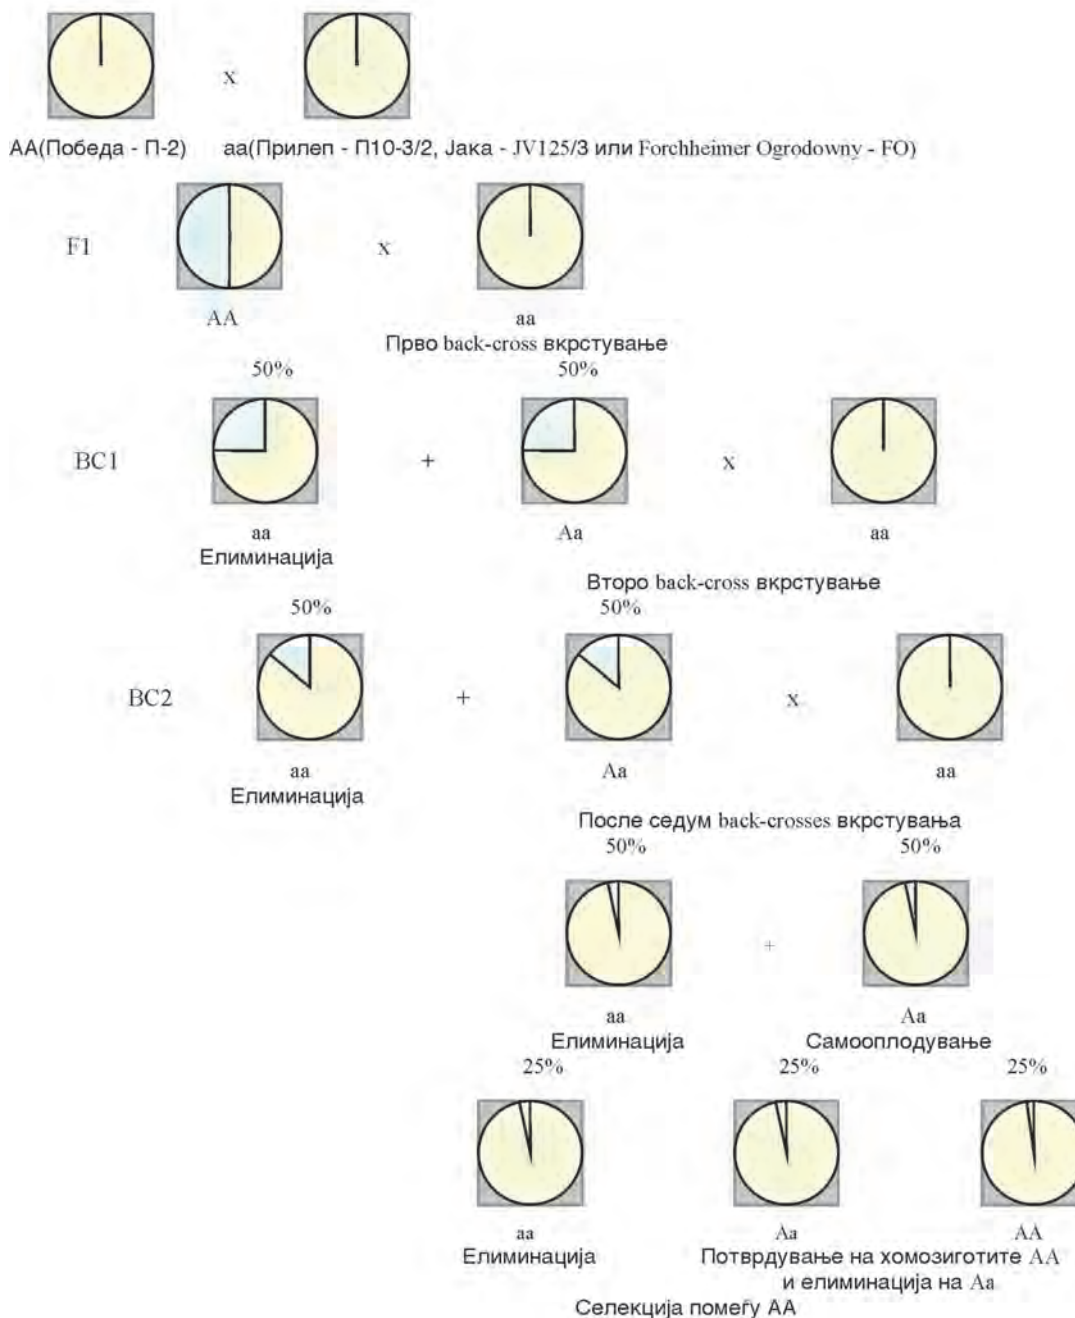 x
AA(Победа - П-2) aa(Прилеп - П10-3/2, Јака - JV125/3 или Forchheimer Ogrodowny - FO)
F1 x
AA aa
Прво back-cross вкрстување
50% 50%
BC1 + x
aa Aa aa
Елиминација
Второ back-cross вкрстување
50% 50%
BC2 + x
aa Aa aa
Елиминација
После седум back-crosses вкрстувања
50% 50%
+
aa Aa
Елиминација Самооплодување
25% 25% 25%
aa Aa AA
Елиминација Потврдување на хомозиготите AA
и елиминација на Aa
Селекција помеѓу AA